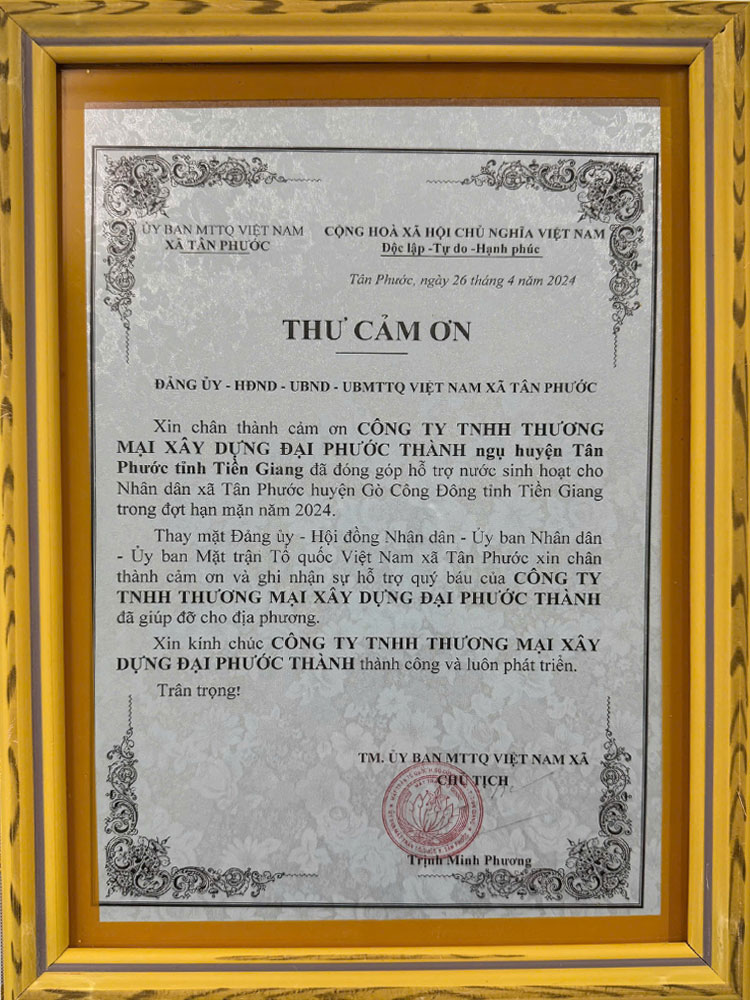 ỦY BAN MTTQ VIỆT NAM
XÃ TÂN PHƯỚC
CỘNG HOÀ XÃ HỘI CHỦ NGHĨA VIỆT NAM
Độc lập -Tự do -Hạnh phúc
Tân Phước, ngày 26 tháng 4 năm 2024
THƯ CẢM ƠN
ĐẢNG ỦY - HĐND - UBND - UBMTTQ VIỆT NAM XÃ TÂN PHƯỚC
Xin chân thành cảm ơn CÔNG TY TNHH THƯƠNG
MẠI XÂY DỰNG ĐẠI PHƯỚC THÀNH ngụ huyện Tân
Phước tỉnh Tiền Giang đã đóng góp hỗ trợ nước sinh hoạt cho
Nhân dân xã Tân Phước huyện Gò Công Đông tỉnh Tiền Giang
trong đợt hạn mặn năm 2024.
Thay mặt Đảng ủy - Hội đồng Nhân dân - Ủy ban Nhân dân
- Ủy ban Mặt trận Tổ quốc Việt Nam xã Tân Phước xin chân
thành cảm ơn và ghi nhận sự hỗ trợ quý báu của CÔNG TY
TNHH THƯƠNG MẠI XÂY DỰNG ĐẠI PHƯỚC THÀNH
đã giúp đỡ cho địa phương.
Xin kính chúc CÔNG TY TNHH THƯƠNG MẠI XÂY
DỰNG ĐẠI PHƯỚC THÀNH thành công và luôn phát triển.
Trân trọng!
TM. ỦY BAN MTTQ VIỆT NAM XÃ
CHỦ TỊCH
Trịnh Minh Phương